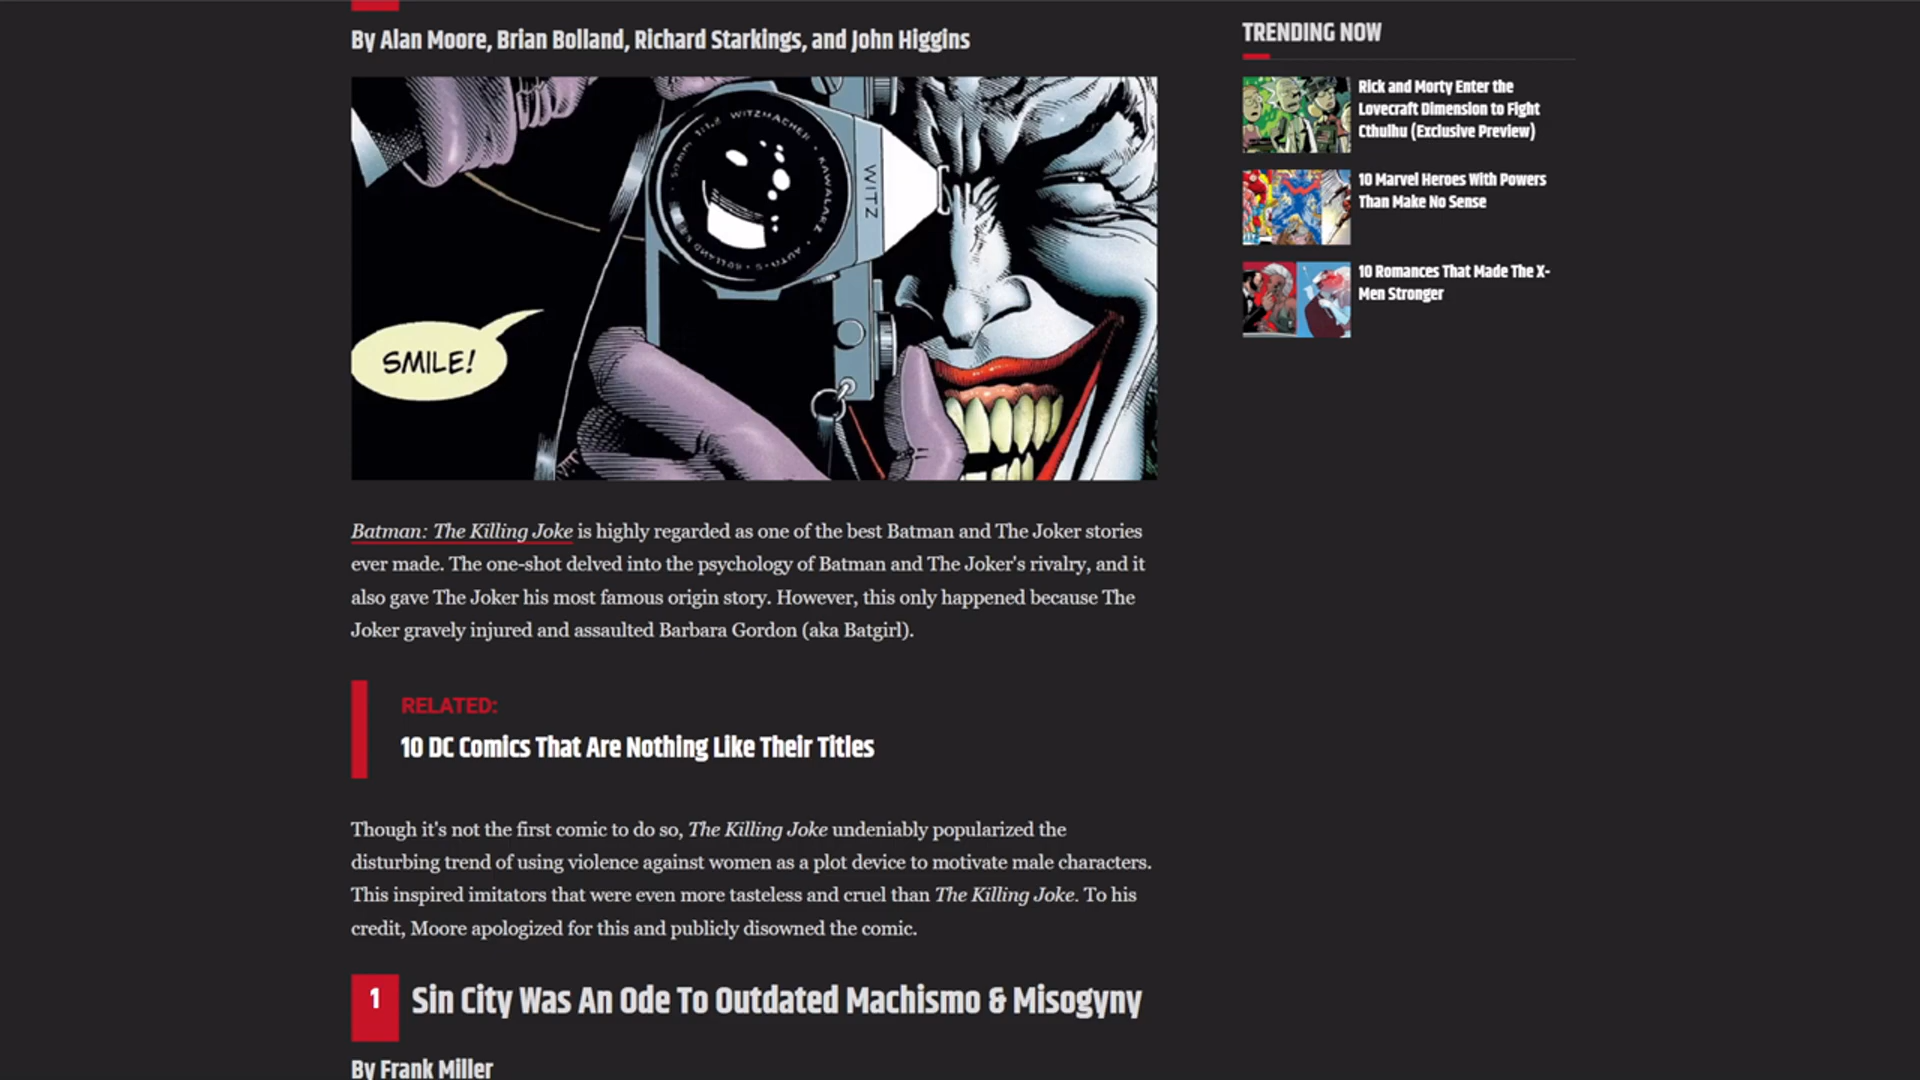 By Alan Moore, Brian Bolland, Richard Starkings, and John Higgins
50mm 1:1.2 WITZMACHER · KAWALARZ · AUTO-S · BOLLAND
WITZ
SMILE!
Batman: The Killing Joke is highly regarded as one of the best Batman and The Joker stories
ever made. The one-shot delved into the psychology of Batman and The Joker's rivalry, and it
also gave The Joker his most famous origin story. However, this only happened because The
Joker gravely injured and assaulted Barbara Gordon (aka Batgirl).
RELATED:
10 DC Comics That Are Nothing Like Their Titles
Though it's not the first comic to do so, The Killing Joke undeniably popularized the
disturbing trend of using violence against women as a plot device to motivate male characters.
This inspired imitators that were even more tasteless and cruel than The Killing Joke. To his
credit, Moore apologized for this and publicly disowned the comic.
1 Sin City Was An Ode To Outdated Machismo & Misogyny
By Frank Miller
TRENDING NOW
Rick and Morty Enter the
Lovecraft Dimension to Fight
Cthulhu (Exclusive Preview)
10 Marvel Heroes With Powers
Than Make No Sense
10 Romances That Made The X-
Men Stronger